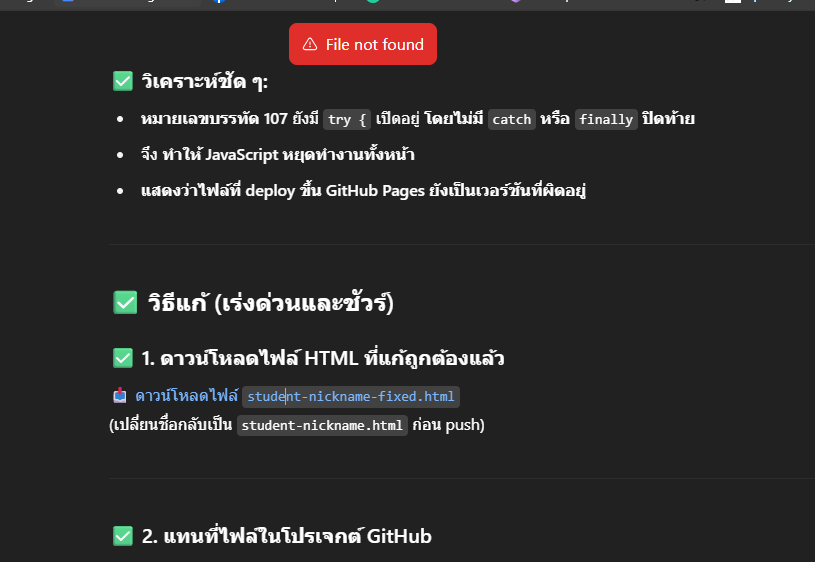 File not found
✅ วิเคราะห์ชัด ๆ:
• หมายเลขบรรทัด 107 ยังมี try { เปิดอยู่ โดยไม่มี catch หรือ finally ปิดท้าย
• จึง ทำให้ JavaScript หยุดทำงานทั้งหน้า
• แสดงว่าไฟล์ที่ deploy ขึ้น GitHub Pages ยังเป็นเวอร์ชันที่ผิดอยู่
✅ วิธีแก้ (เร่งด่วนและชัวร์)
✅ 1. ดาวน์โหลดไฟล์ HTML ที่แก้ถูกต้องแล้ว
📥 ดาวน์โหลดไฟล์ student-nickname-fixed.html
(เปลี่ยนชื่อกลับเป็น student-nickname.html ก่อน push)
✅ 2. แทนที่ไฟล์ในโปรเจกต์ GitHub